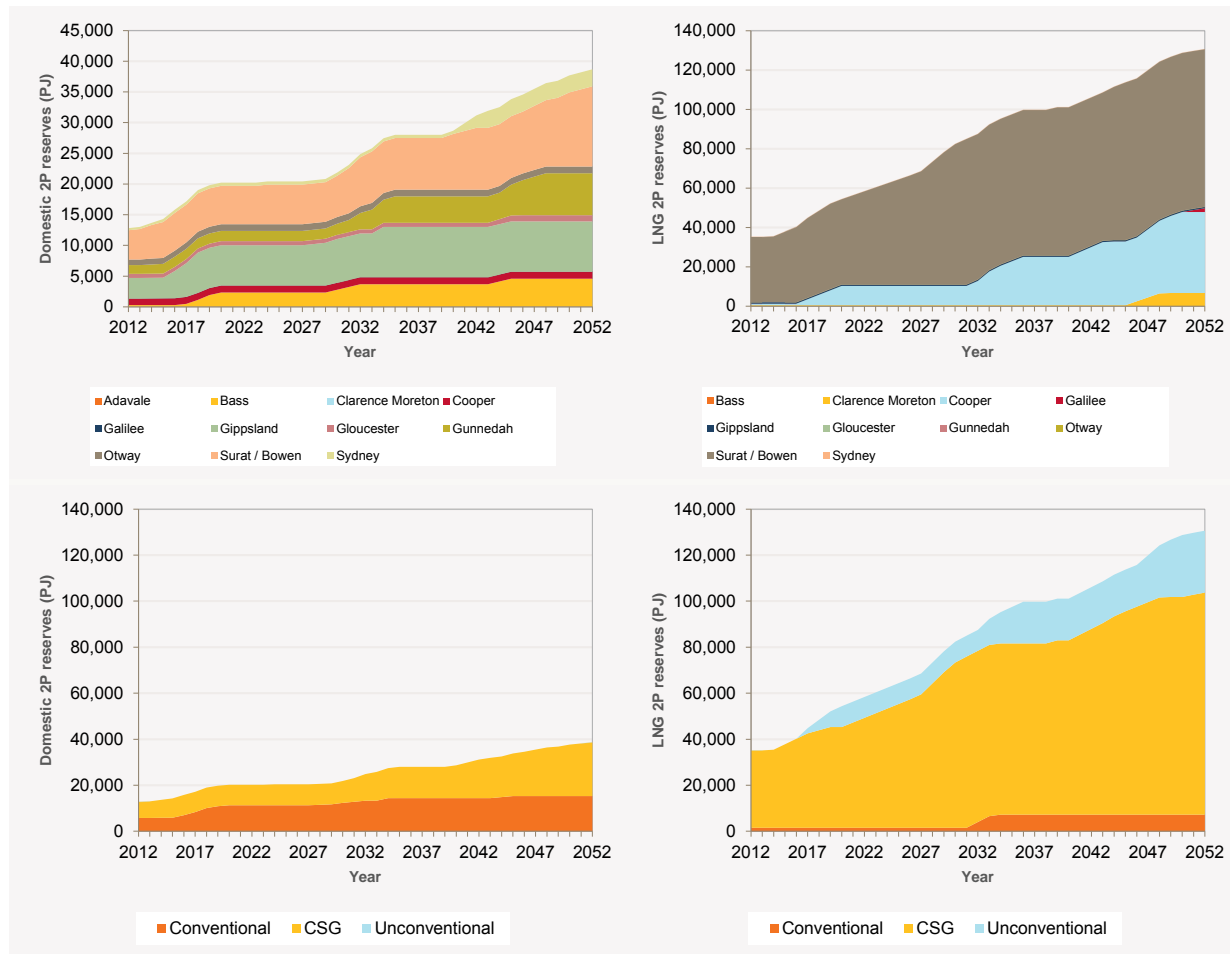 Domestic 2P reserves (PJ)
45,000
40,000
35,000
30,000
25,000
20,000
15,000
10,000
5,000
0
2012 2017 2022 2027 2032 2037 2042 2047 2052
Year
Adavale Bass Clarence Moreton Cooper
Galilee Gippsland Gloucester Gunnedah
Otway Surat / Bowen Sydney
LNG 2P reserves (PJ)
140,000
120,000
100,000
80,000
60,000
40,000
20,000
0
2012 2017 2022 2027 2032 2037 2042 2047 2052
Year
Bass Clarence Moreton Cooper Galilee
Gippsland Gloucester Gunnedah Otway
Surat / Bowen Sydney
Domestic 2P reserves (PJ)
140,000
120,000
100,000
80,000
60,000
40,000
20,000
0
2012 2017 2022 2027 2032 2037 2042 2047 2052
Year
Conventional CSG Unconventional
LNG 2P reserves (PJ)
140,000
120,000
100,000
80,000
60,000
40,000
20,000
0
2012 2017 2022 2027 2032 2037 2042 2047 2052
Year
Conventional CSG Unconventional